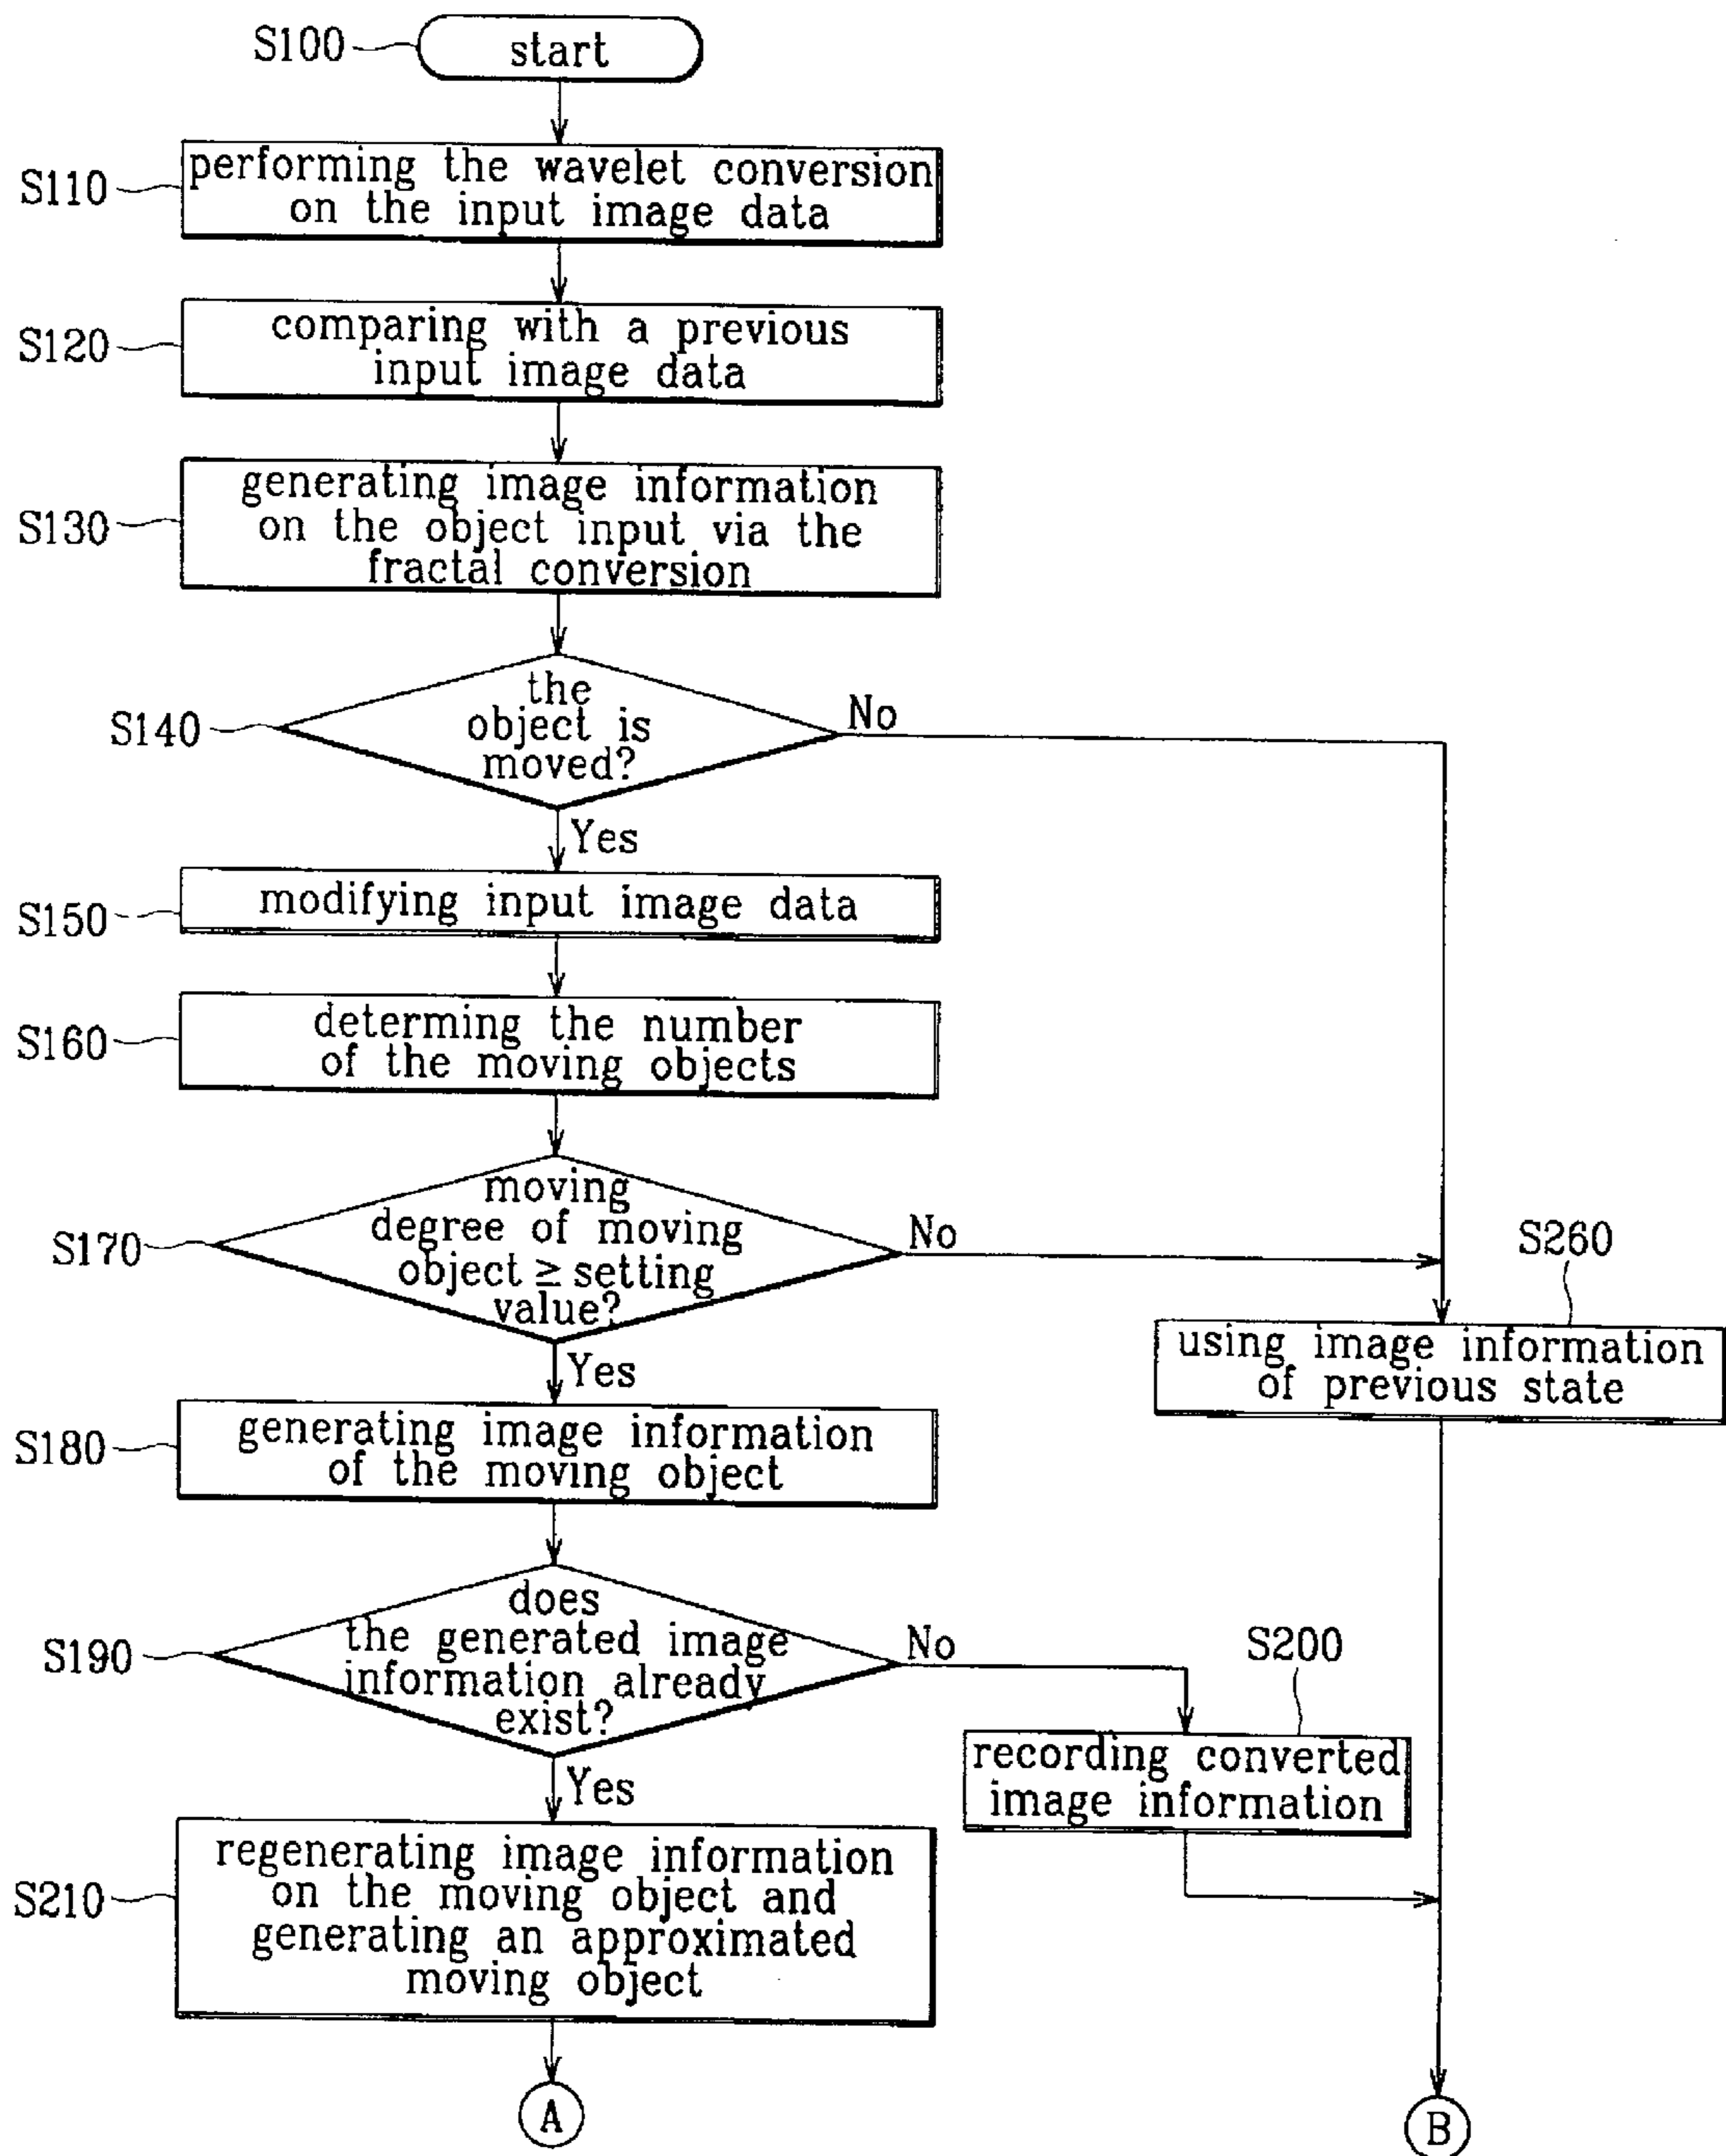 S100
start
S110
performing the wavelet conversion
on the input image data
S120
comparing with a previous
input image data
S130
generating image information
on the object input via the
fractal conversion
S140
the
object is
moved?
No
Yes
S150
modifying input image data
S160
determing the number
of the moving objects
S170
moving
degree of moving
object ≥ setting
value?
No
S260
using image information
of previous state
Yes
S180
generating image information
of the moving object
S190
does
the generated image
information already
exist?
No
S200
recording converted
image information
Yes
S210
regenerating image information
on the moving object and
generating an approximated
moving object
A
B